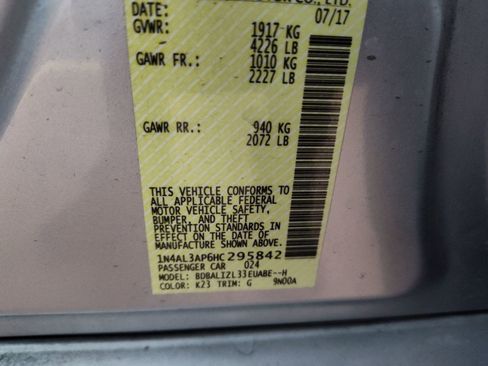 CO., LTD.
DATE: 07/17
GVWR: 1917 KG
4226 LB
GAWR FR.: 1010 KG
2227 LB
GAWR RR.: 940 KG
2072 LB
THIS VEHICLE CONFORMS TO
ALL APPLICABLE FEDERAL
MOTOR VEHICLE SAFETY,
BUMPER, AND THEFT
PREVENTION STANDARDS IN
EFFECT ON THE DATE OF
MANUFACTURE SHOWN ABOVE.
1N4AL3AP6HC295842
PASSENGER CAR 024
MODEL: BDBALIZL33EUABE--H
COLOR: K23 TRIM: G 9N00A